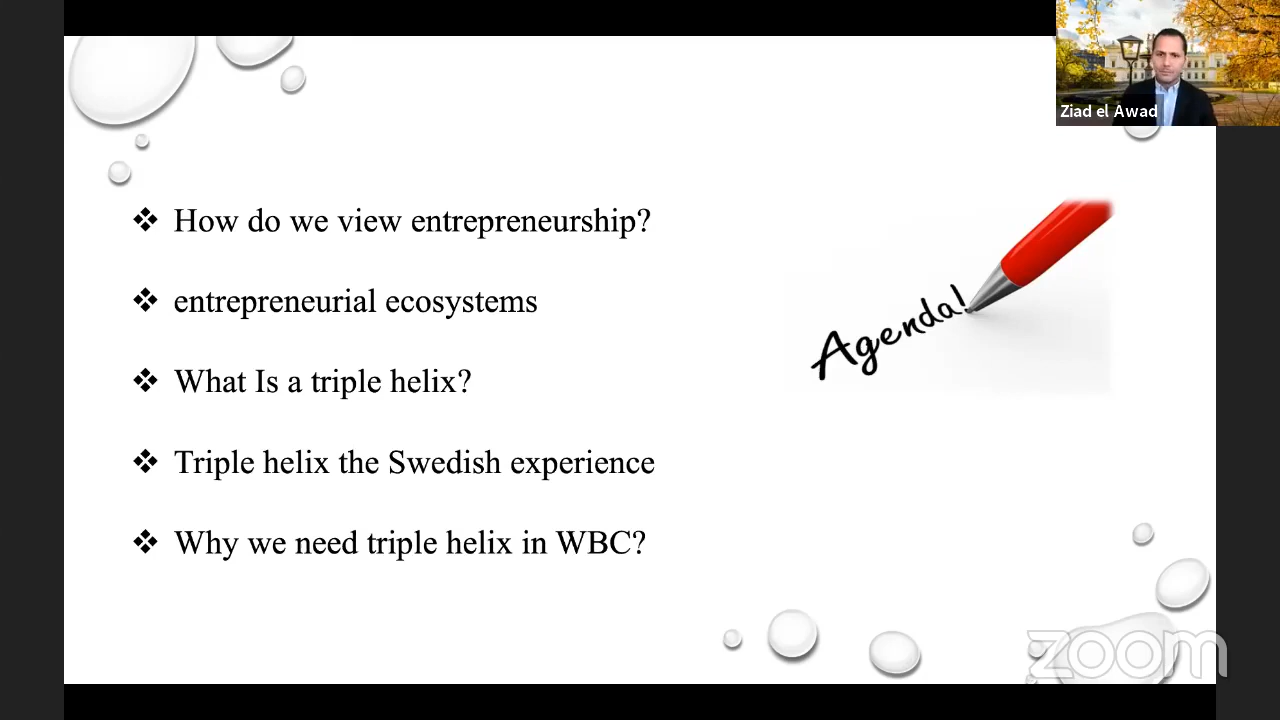 Ziad el Awad
How do we view entrepreneurship?
entrepreneurial ecosystems
What Is a triple helix?
Triple helix the Swedish experience
Why we need triple helix in WBC?
Agenda!
zoom